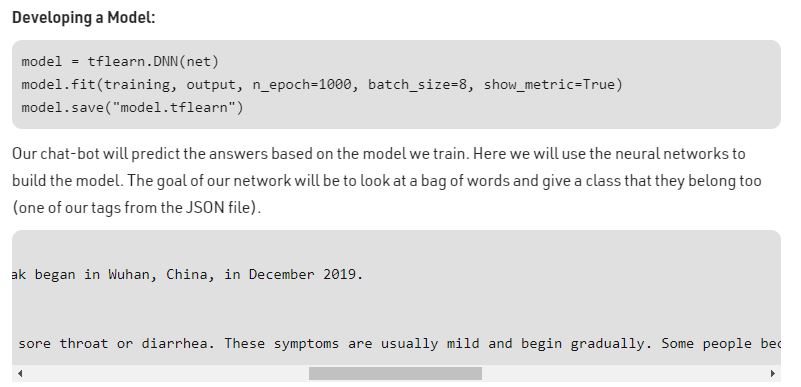 Developing a Model:
model = tflearn.DNN(net)
model.fit(training, output, n_epoch=1000, batch_size=8, show_metric=True)
model.save("model.tflearn")
Our chat-bot will predict the answers based on the model we train. Here we will use the neural networks to
build the model. The goal of our network will be to look at a bag of words and give a class that they belong too
(one of our tags from the JSON file).
began in Wuhan, China, in December 2019.
sore throat or diarrhea. These symptoms are usually mild and begin gradually. Some people